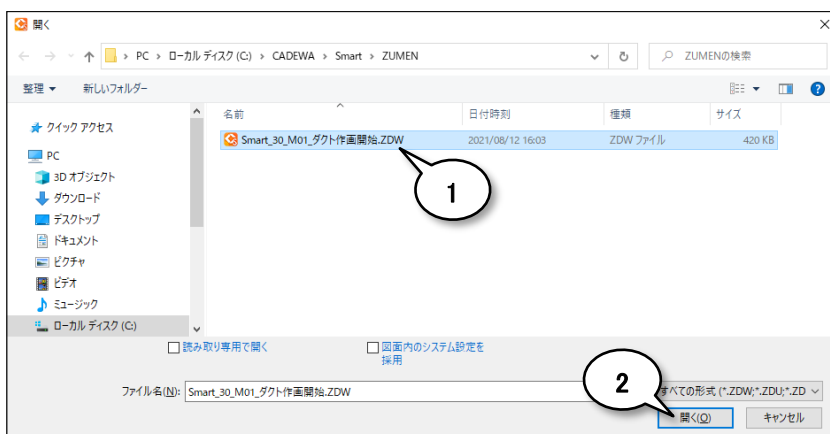 開く
PC > ローカル ディスク (C:) > CADEWA > Smart > ZUMEN
ZUMENの検索
整理 新しいフォルダー
名前 日付時刻 種類 サイズ
クイック アクセス
Smart_30_M01_ダクト作画開始.ZDW 2021/08/12 16:03 ZDW ファイル 420 KB
PC
3D オブジェクト
1
ダウンロード
デスクトップ
ドキュメント
ピクチャ
ビデオ
ミュージック
ローカル ディスク (C:)
読み取り専用で開く 図面内のシステム設定を
採用
2
ファイル名(N): Smart_30_M01_ダクト作画開始.ZDW すべての形式 (*.ZDW;*.ZDU;*.ZD
開く(O) キャンセル